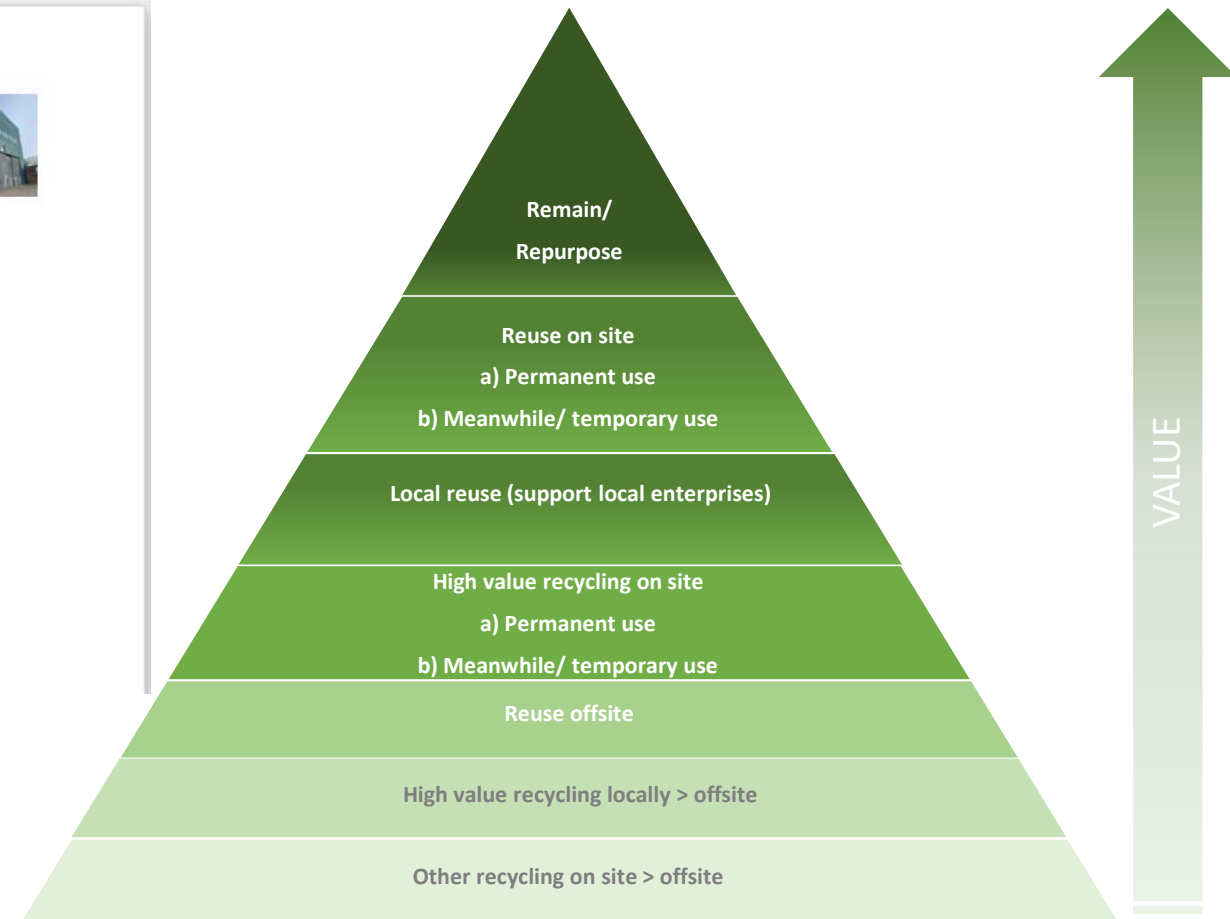 Remain/
Repurpose
Reuse on site
a) Permanent use
b) Meanwhile/ temporary use
Local reuse (support local enterprises)
High value recycling on site
a) Permanent use
b) Meanwhile/ temporary use
Reuse offsite
High value recycling locally > offsite
Other recycling on site > offsite
VALUE